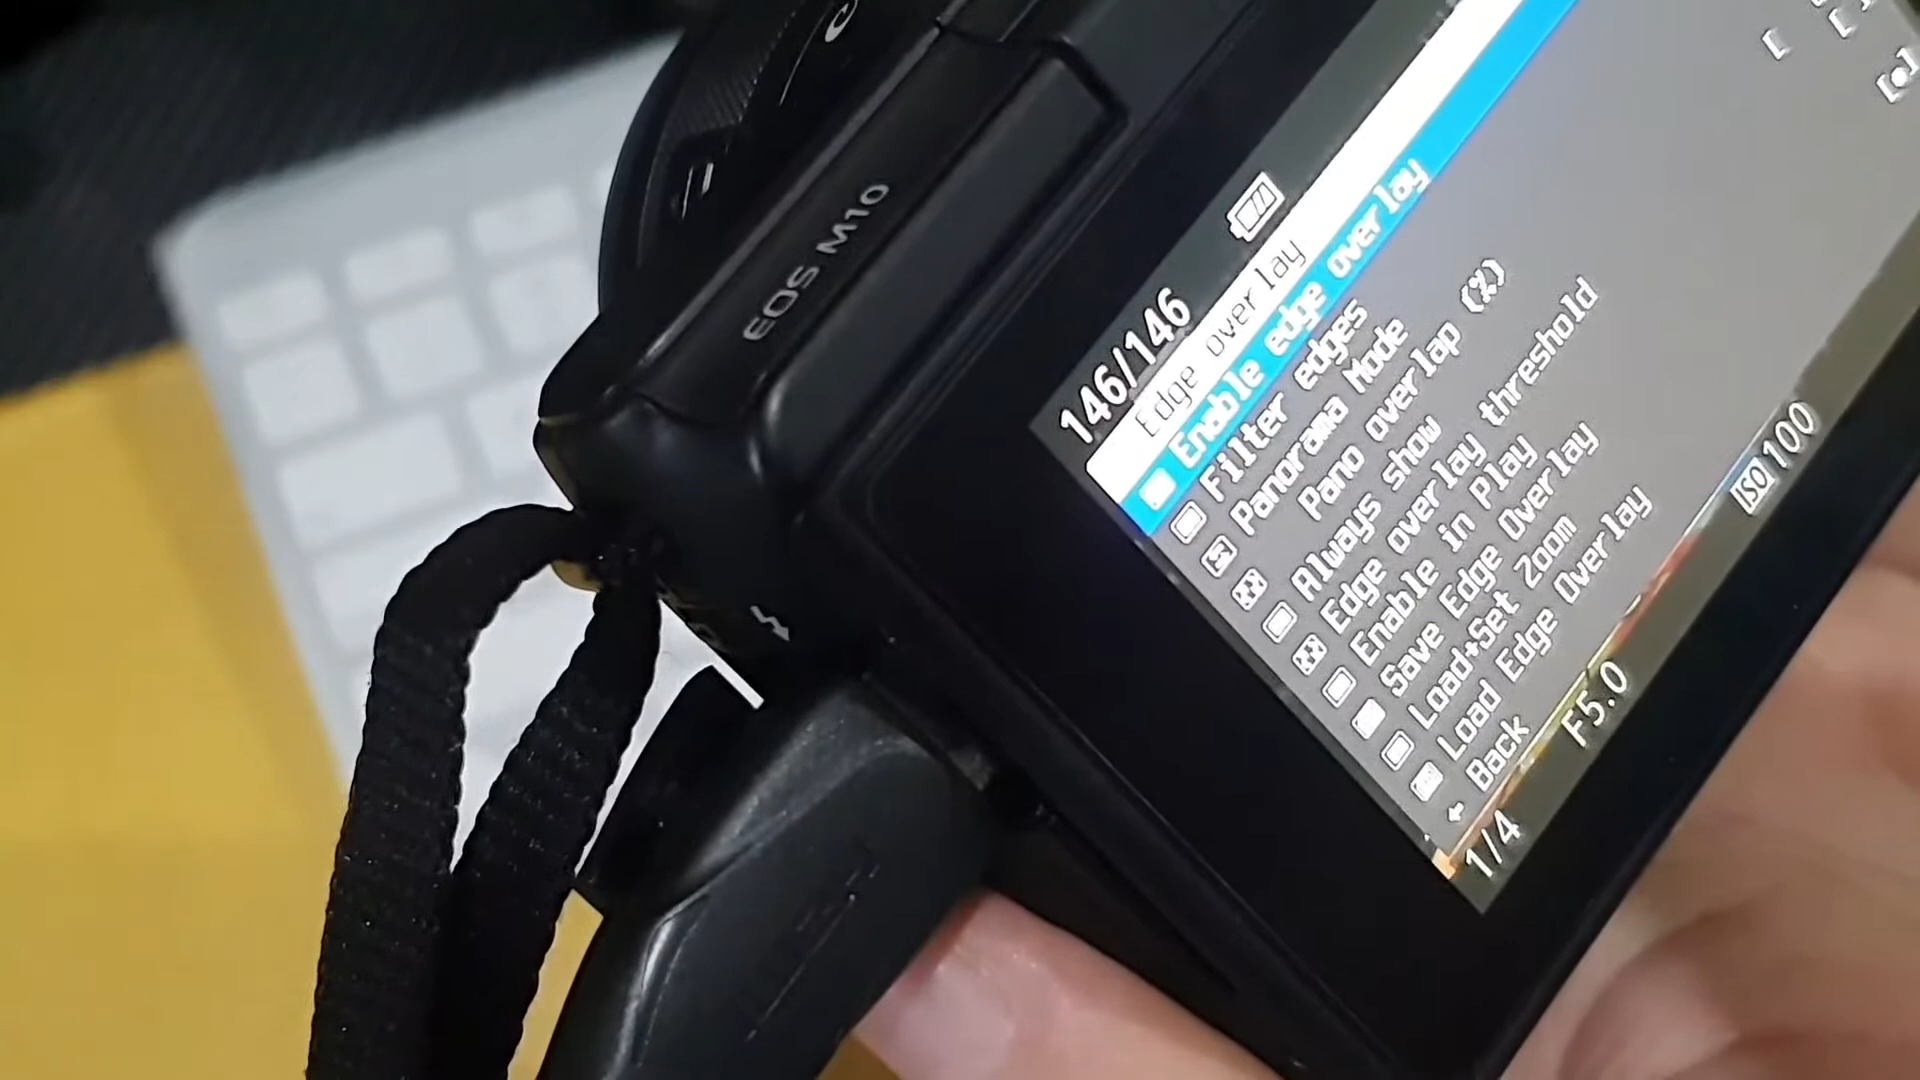 EOS M10
146/146
Edge overlay
Enable edge overlay
Filter edges
Panorama Mode
Pano overlap (%)
Always show
Edge overlay threshold
Enable in Play
Save Edge Overlay
Load+Set Zoom
Load Edge Overlay
Back
[ ]
[•]
1/4
F5.0
ISO 100